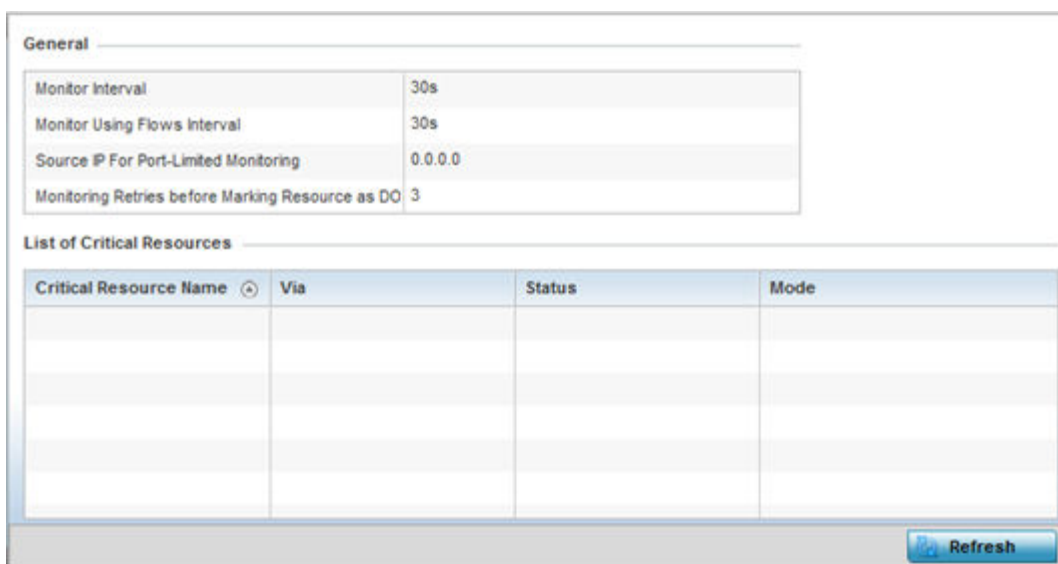 General
Monitor Interval 30s
Monitor Using Flows Interval 30s
Source IP For Port-Limited Monitoring 0.0.0.0
Monitoring Retries before Marking Resource as DO 3
List of Critical Resources
Critical Resource Name Via Status Mode
Refresh